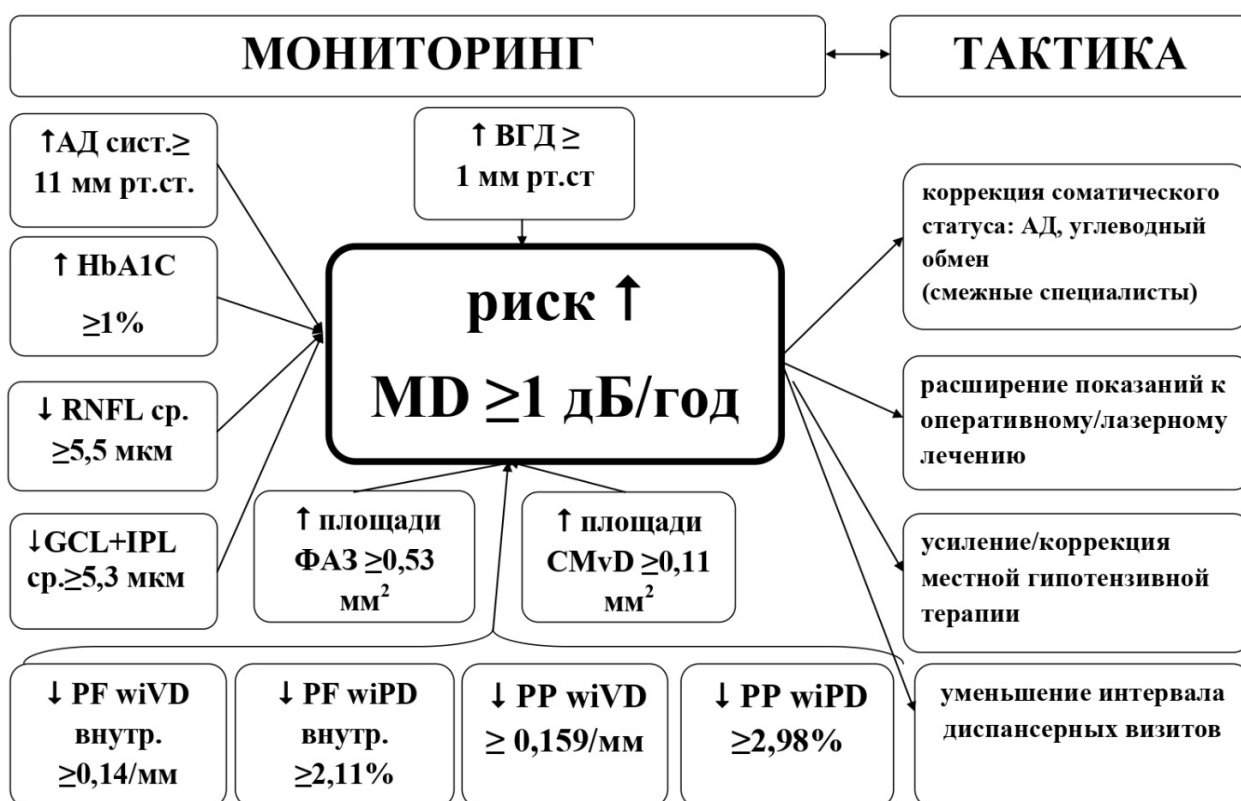 МОНИТОРИНГ
ТАКТИКА
↑АД сист.≥
11 мм рт.ст.
↑ ВГД ≥
1 мм рт.ст
↑ HbA1C
≥1%
↓ RNFL ср.
≥5,5 мкм
↓GCL+IPL
ср.≥5,3 мкм
риск ↑
MD ≥1 дБ/год
↑ площади
ФАЗ ≥0,53
мм²
↑ площади
CMvD ≥0,11
мм²
↓ PF wiVD
внутр.
≥0,14/мм
↓ PF wiPD
внутр.
≥2,11%
↓ PP wiVD
≥ 0,159/мм
↓ PP wiPD
≥2,98%
коррекция соматического
статуса: АД, углеводный
обмен
(смежные специалисты)
расширение показаний к
оперативному/лазерному
лечению
усиление/коррекция
местной гипотензивной
терапии
уменьшение интервала
диспансерных визитов